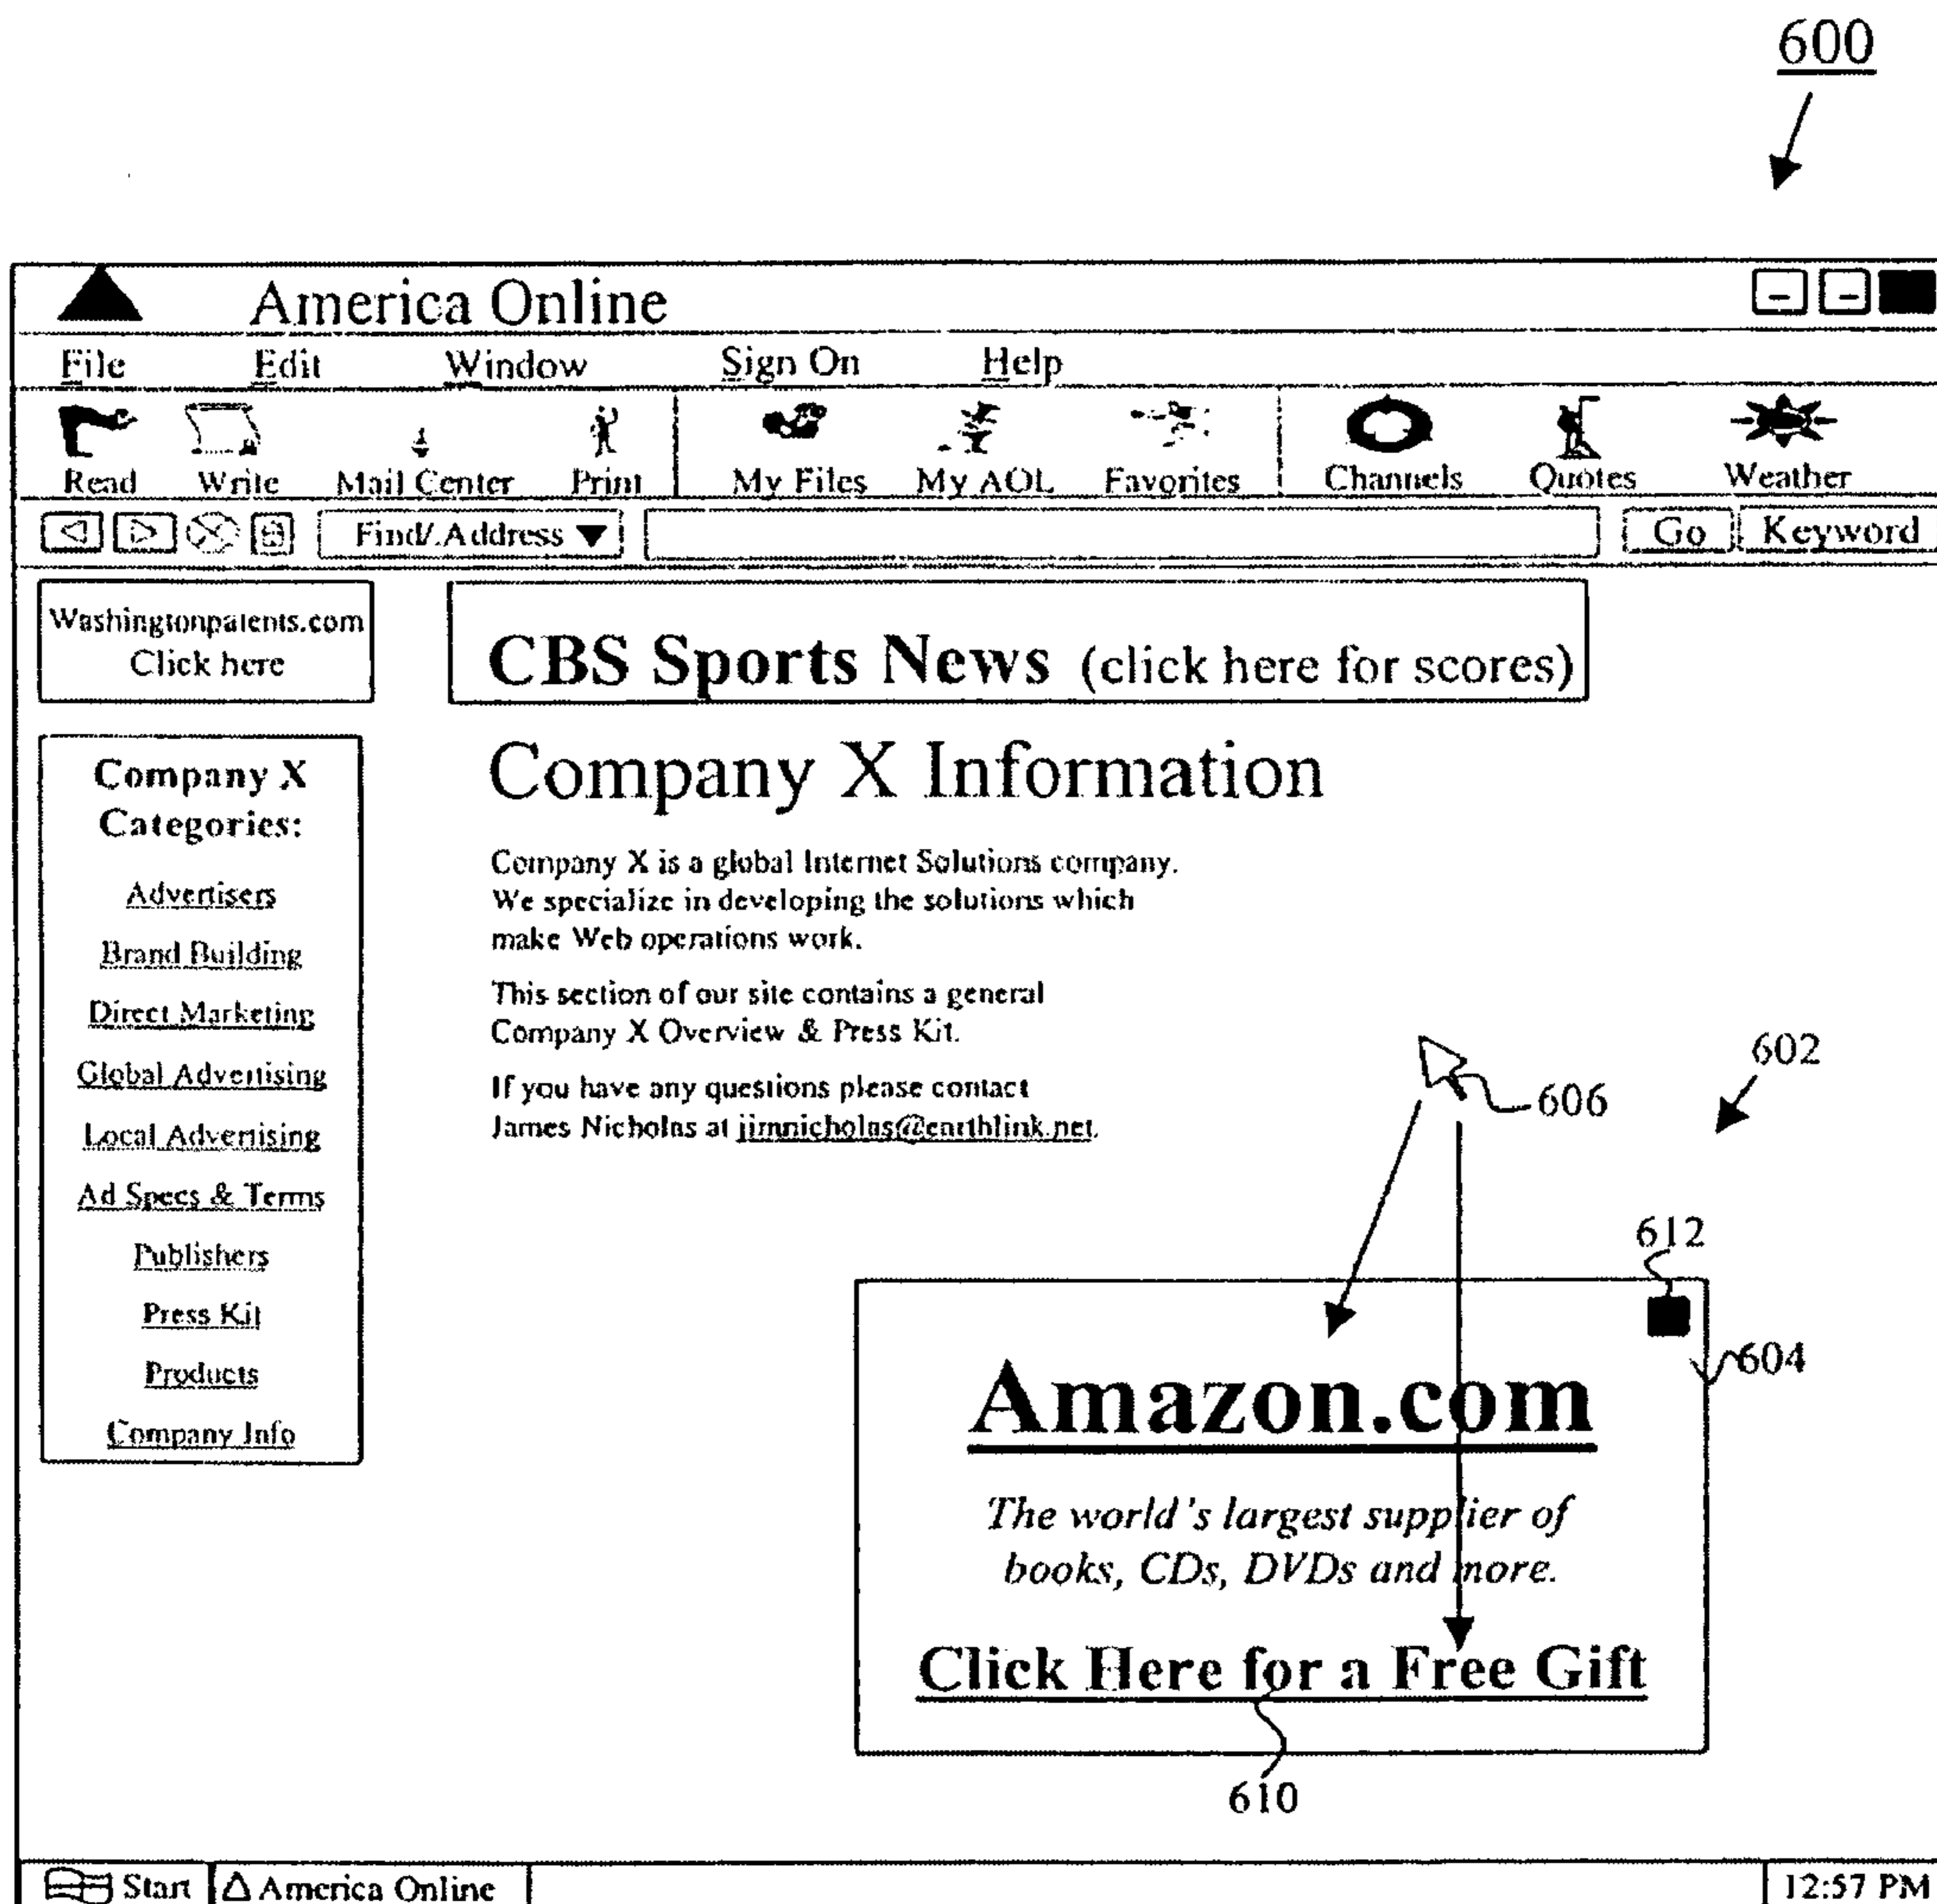 600
America Online
File Edit Window Sign On Help
Read Write Mail Center Print My Files My AOL Favorites Channels Quotes Weather
Find/Address Go Keyword
Washingtonpatents.com
Click here
CBS Sports News (click here for scores)
Company X
Categories:
Advertisers
Brand Building
Direct Marketing
Global Advertising
Local Advertising
Ad Specs & Terms
Publishers
Press Kit
Products
Company Info
Company X Information
Company X is a global Internet Solutions company.
We specialize in developing the solutions which
make Web operations work.
This section of our site contains a general
Company X Overview & Press Kit.
If you have any questions please contact
James Nicholas at jimnicholas@earthlink.net.
602
606
612
604
Amazon.com
The world's largest supplier of
books, CDs, DVDs and more.
Click Here for a Free Gift
610
Start America Online 12:57 PM